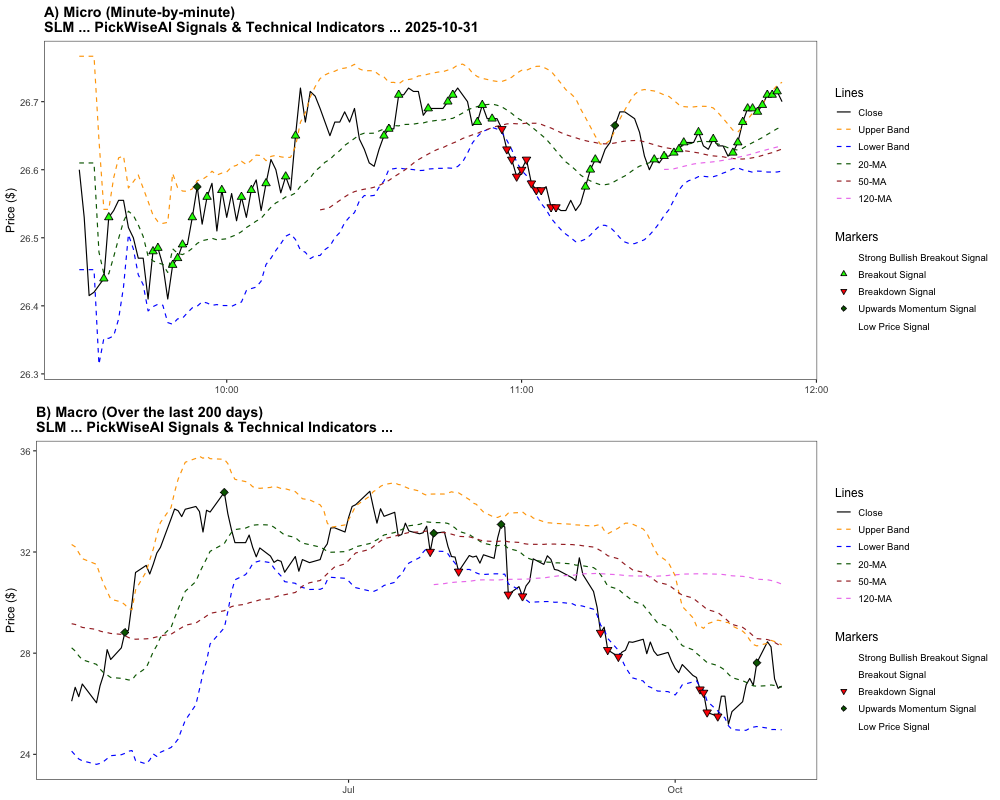 A) Micro (Minute-by-minute)
SLM ... PickWiseAI Signals & Technical Indicators ... 2025-10-31
Price ($)
26.7
26.6
26.5
26.4
26.3
10:00
11:00
12:00
Lines
Close
Upper Band
Lower Band
20-MA
50-MA
120-MA
Markers
Strong Bullish Breakout Signal
Breakout Signal
Breakdown Signal
Upwards Momentum Signal
Low Price Signal
B) Macro (Over the last 200 days)
SLM ... PickWiseAI Signals & Technical Indicators ...
Price ($)
36
32
28
24
Jul
Oct
Lines
Close
Upper Band
Lower Band
20-MA
50-MA
120-MA
Markers
Strong Bullish Breakout Signal
Breakout Signal
Breakdown Signal
Upwards Momentum Signal
Low Price Signal